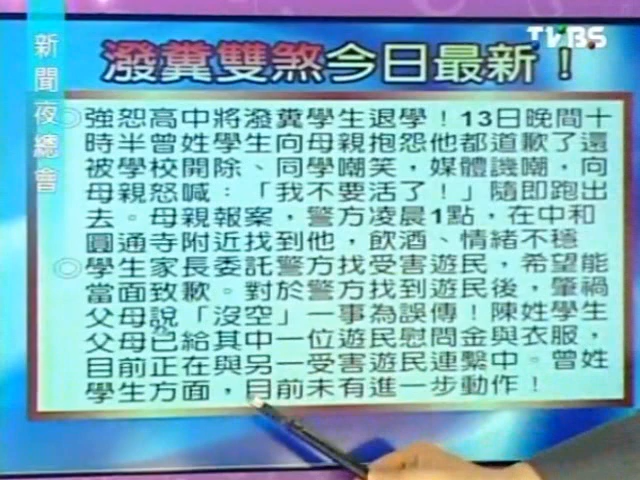 TVBS
新聞夜總會
潑糞雙煞今日最新！
◎強恕高中將潑糞學生退學！13日晚間十
時半曾姓學生向母親抱怨他都道歉了還
被學校開除、同學嘲笑，媒體譏嘲，向
母親怒喊：「我不要活了！」隨即跑出
去。母親報案，警方凌晨1點，在中和
圓通寺附近找到他，飲酒、情緒不穩
◎學生家長委託警方找受害遊民，希望能
當面致歉。對於警方找到遊民後，肇禍
父母說「沒空」一事為誤傳！陳姓學生
父母已給其中一位遊民慰問金與衣服，
目前正在與另一受害遊民連繫中。曾姓
學生方面，目前未有進一步動作！